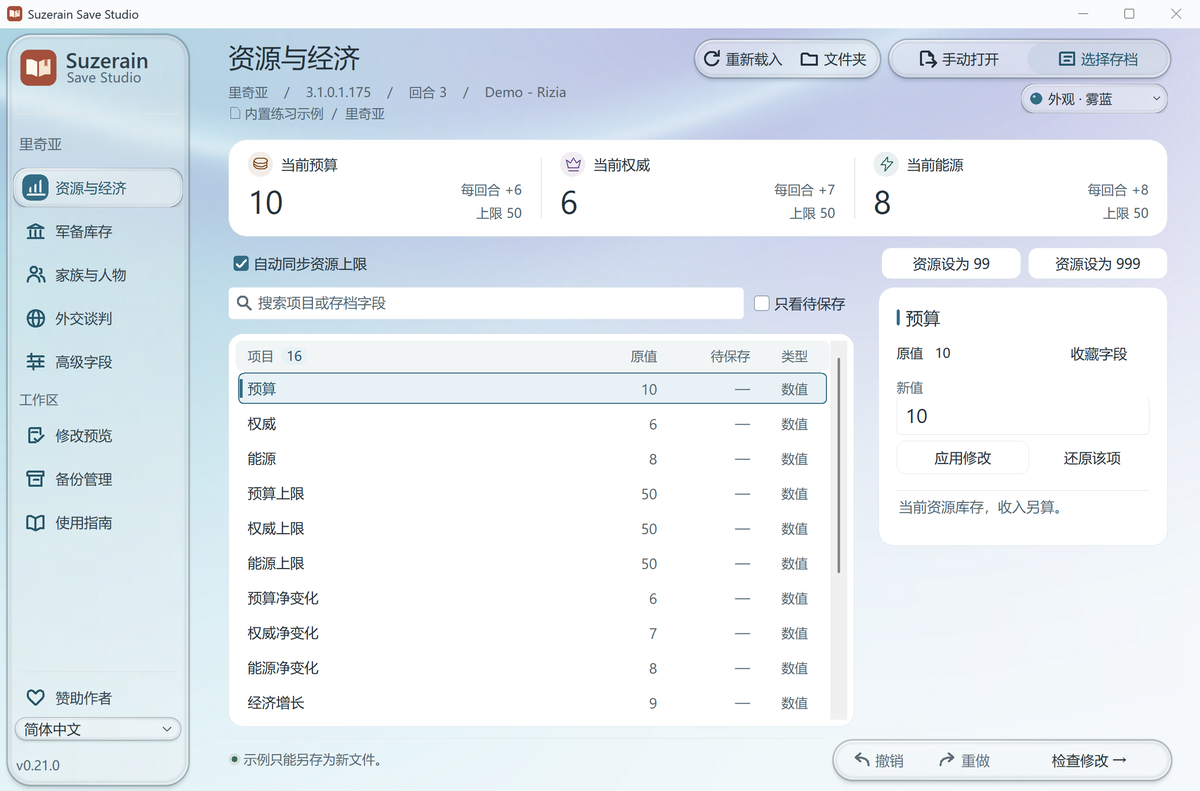 Suzerain Save Studio
Suzerain
Save Studio
里奇亚
资源与经济
军备库存
家族与人物
外交谈判
高级字段
工作区
修改预览
备份管理
使用指南
赞助作者
简体中文
v0.21.0
资源与经济
里奇亚 / 3.1.0.1.175 / 回合 3 / Demo - Rizia
内置练习示例 / 里奇亚
重新载入 文件夹
手动打开 选择存档
外观 · 雾蓝
当前预算
10
每回合 +6
上限 50
当前权威
6
每回合 +7
上限 50
当前能源
8
每回合 +8
上限 50
自动同步资源上限
资源设为 99 资源设为 999
搜索项目或存档字段
只看待保存
项目 16 原值 待保存 类型
预算 10 — 数值
权威 6 — 数值
能源 8 — 数值
预算上限 50 — 数值
权威上限 50 — 数值
能源上限 50 — 数值
预算净变化 6 — 数值
权威净变化 7 — 数值
能源净变化 8 — 数值
经济增长 9 — 数值
预算
原值 10 收藏字段
新值
10
应用修改 还原该项
当前资源库存，收入另算。
示例只能另存为新文件。
撤销 重做 检查修改→